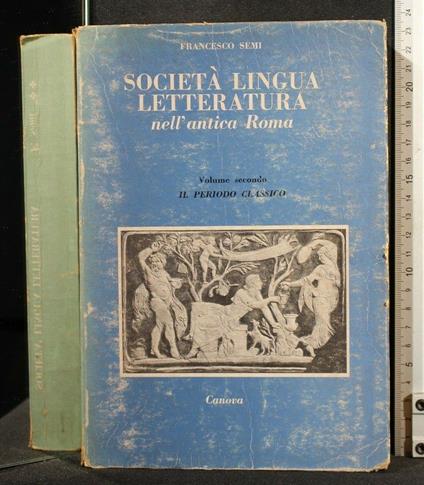 FRANCESCO SEMI
SOCIETÀ LINGUA
LETTERATURA
nell'antica Roma
Volume secondo
IL PERIODO CLASSICO
Canova